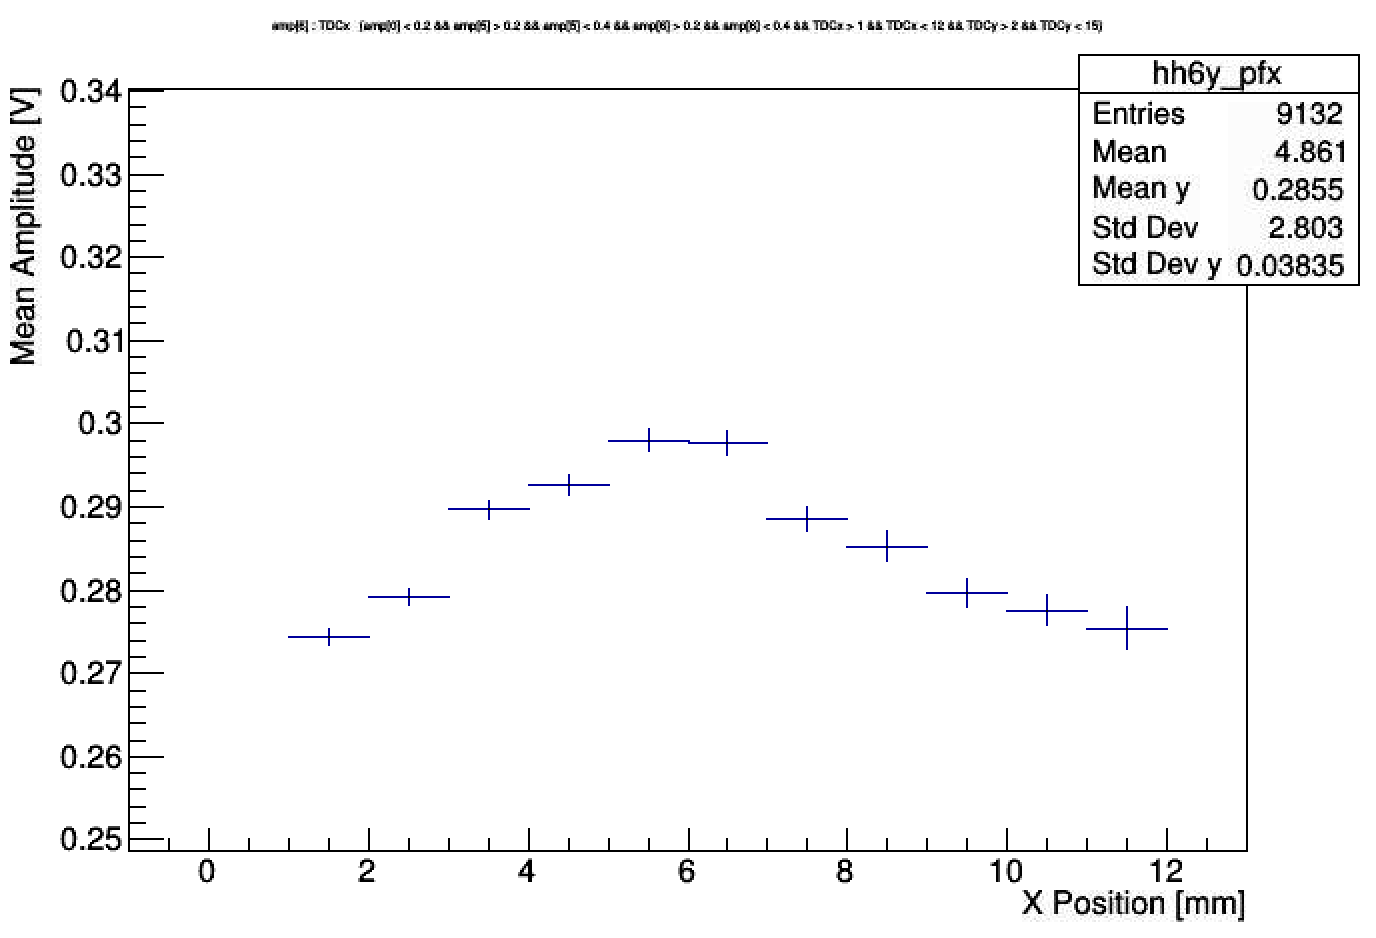 amp[6] : TDCx {amp[0] < 0.2 && amp[5] > 0.2 && amp[5] < 0.4 && amp[6] > 0.2 && amp[6] < 0.4 && TDCx > 1 && TDCx < 12 && TDCy > 2 && TDCy < 15}
hh6y_pfx
Entries 9132
Mean 4.861
Mean y 0.2855
Std Dev 2.803
Std Dev y 0.03835
Mean Amplitude [V]
0.34
0.33
0.32
0.31
0.3
0.29
0.28
0.27
0.26
0.25
0 2 4 6 8 10 12
X Position [mm]